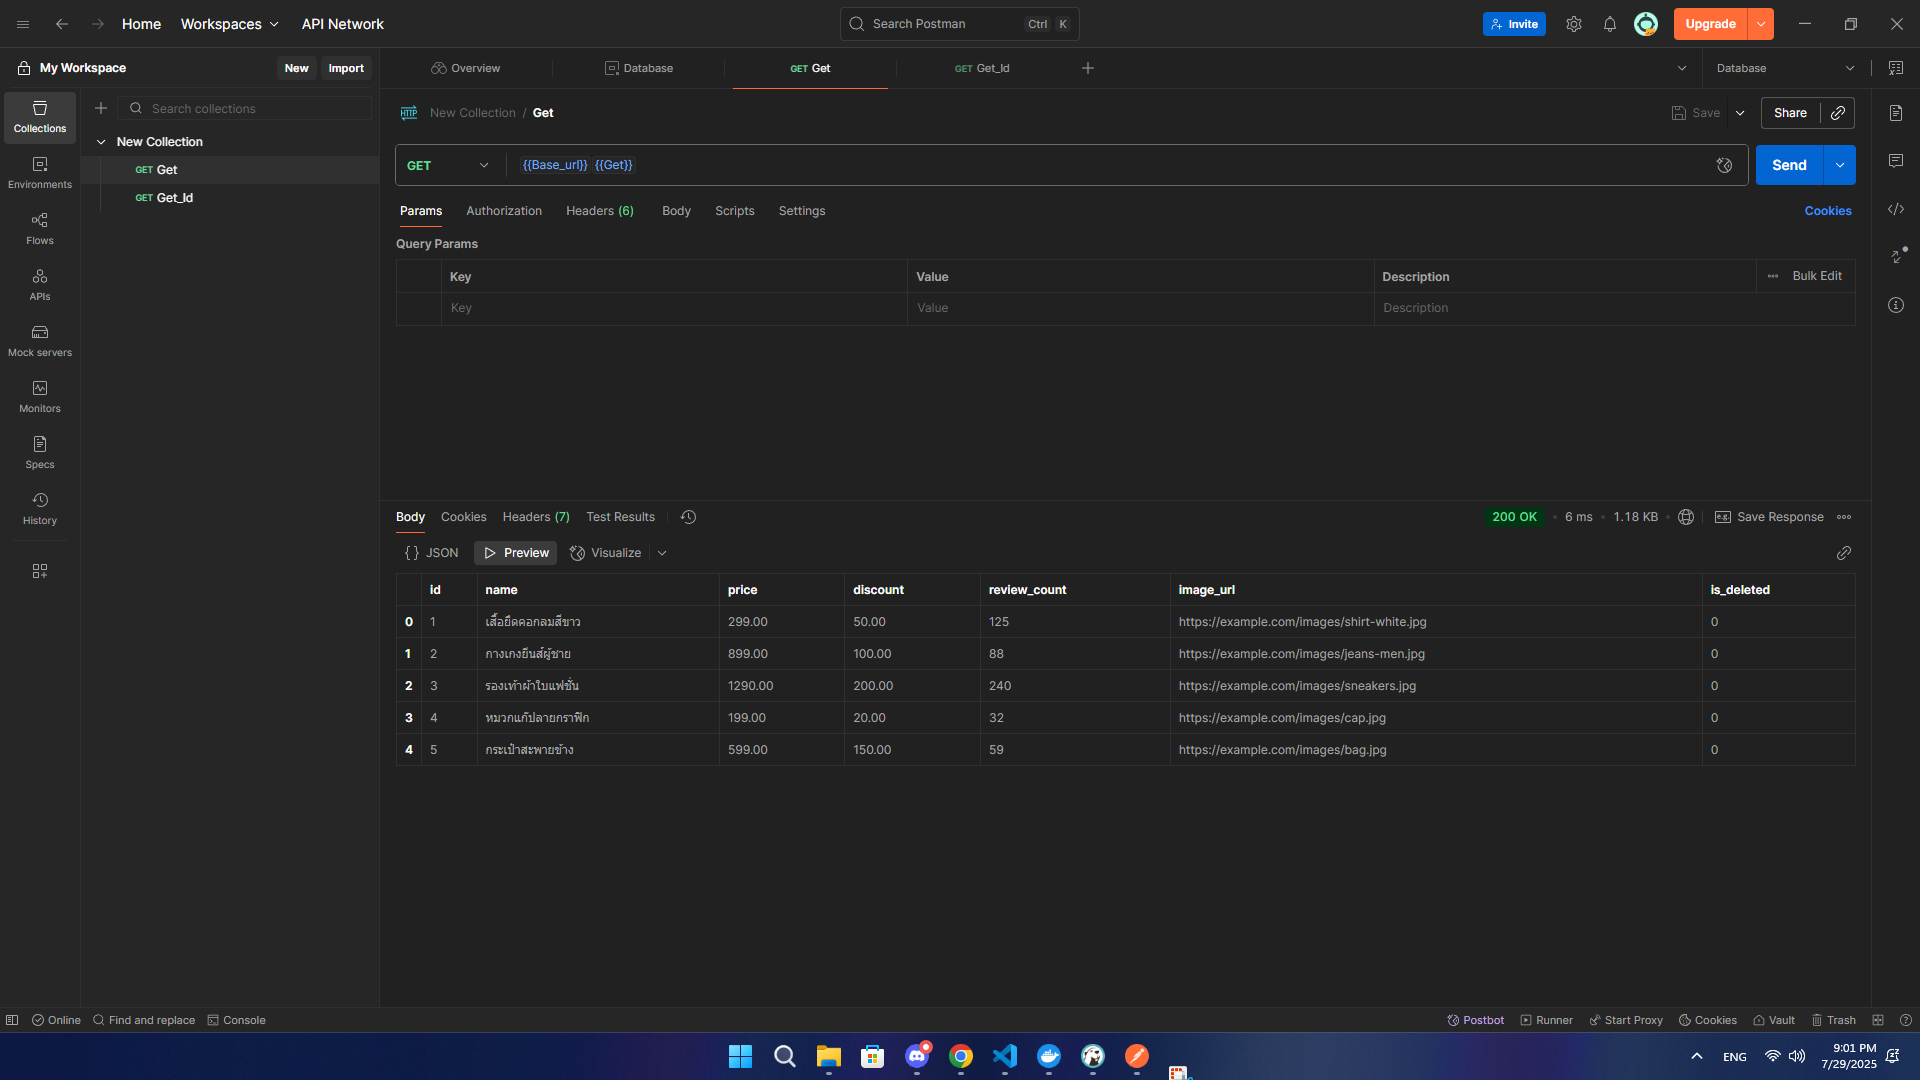 Home Workspaces API Network Search Postman Ctrl K Invite Upgrade
My Workspace New Import Overview Database GET Get GET Get_Id Database
Search collections
Collections
Environments
Flows
APIs
Mock servers
Monitors
Specs
History
New Collection
GET Get
GET Get_Id
HTTP New Collection / Get Save Share
GET {{Base_url}} {{Get}} Send
Params Authorization Headers (6) Body Scripts Settings Cookies
Query Params
Key Value Description Bulk Edit
Key Value Description
Body Cookies Headers (7) Test Results 200 OK 6 ms 1.18 KB e.g. Save Response
{} JSON Preview Visualize
id name price discount review_count image_url is_deleted
0 1 เสื้อยืดคอกลมสีขาว 299.00 50.00 125 https://example.com/images/shirt-white.jpg 0
1 2 กางเกงยีนส์ผู้ชาย 899.00 100.00 88 https://example.com/images/jeans-men.jpg 0
2 3 รองเท้าผ้าใบแฟชั่น 1290.00 200.00 240 https://example.com/images/sneakers.jpg 0
3 4 หมวกแก๊ปลายกราฟิก 199.00 20.00 32 https://example.com/images/cap.jpg 0
4 5 กระเป๋าสะพายข้าง 599.00 150.00 59 https://example.com/images/bag.jpg 0
Online Find and replace Console Postbot Runner Start Proxy Cookies Vault Trash
ENG 9:01 PM
7/29/2025